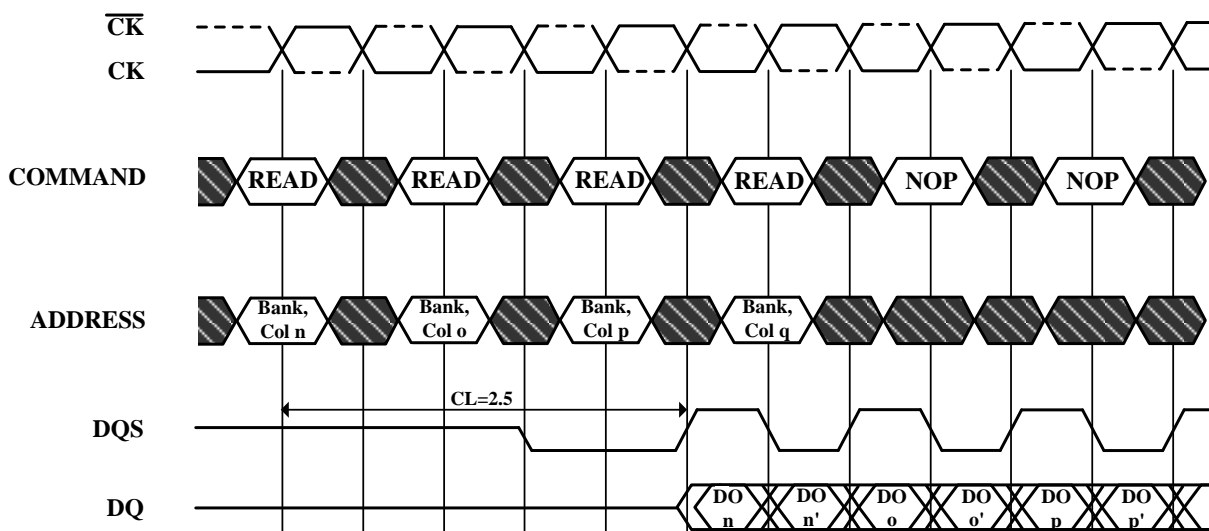 C̅K̅
CK
COMMAND
READ READ READ READ NOP NOP
ADDRESS
Bank, Bank, Bank, Bank,
Col n Col o Col p Col q
CL=2.5
DQS
DQ
DO DO DO DO DO DO
n n' o o' p p'